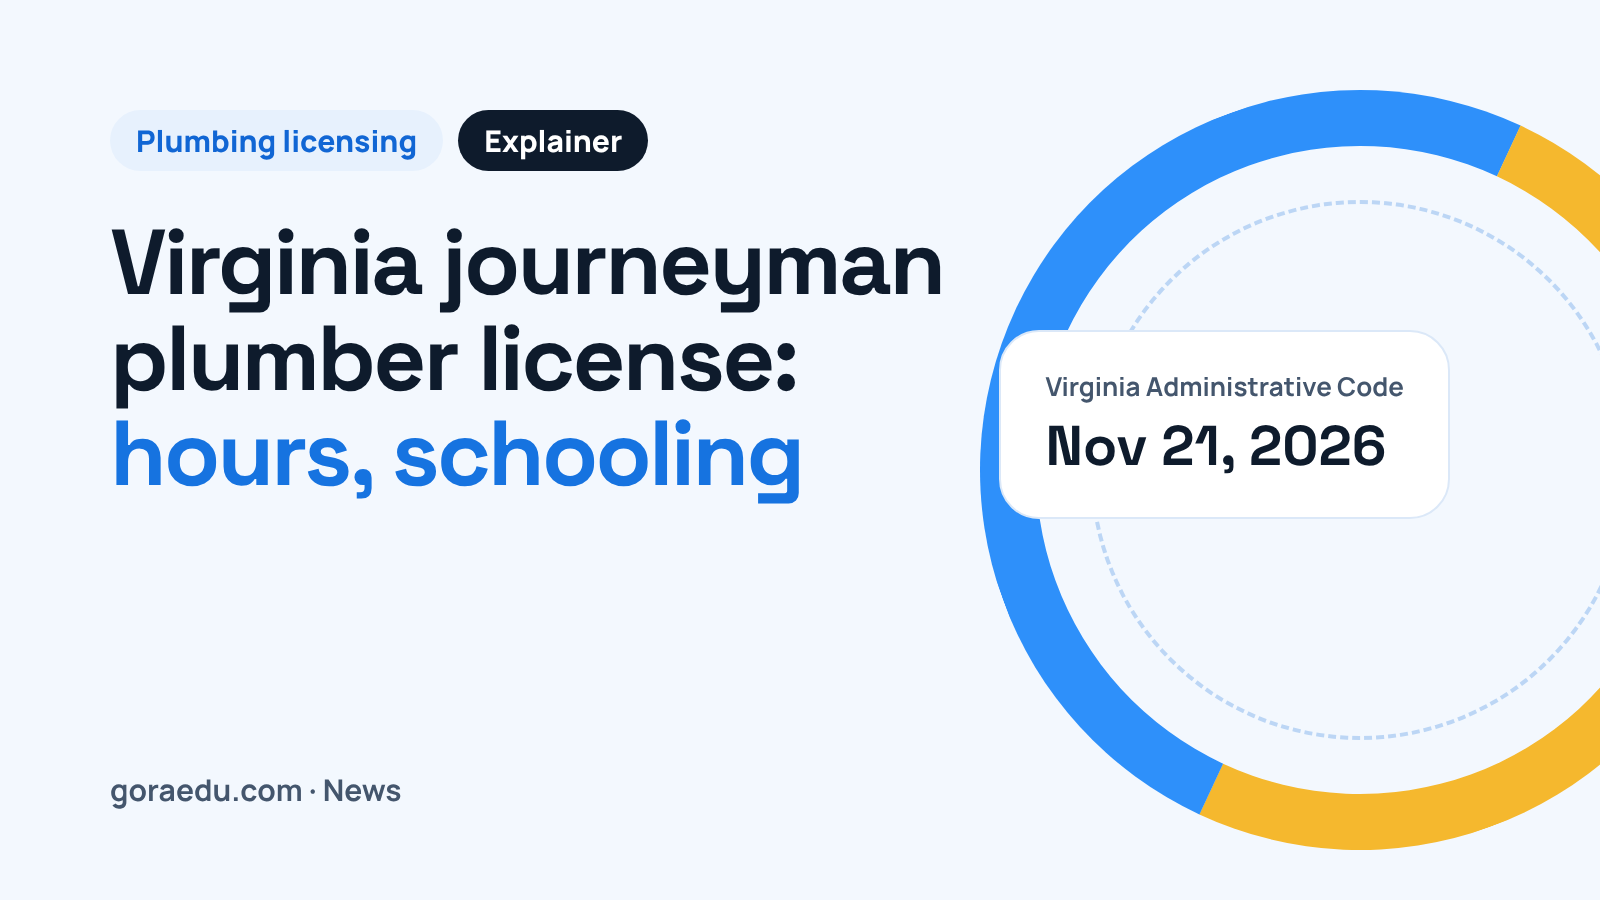 Plumbing licensing
Explainer
Virginia journeyman
plumber license:
hours, schooling
Virginia Administrative Code
Nov 21, 2026
goraedu.com · News